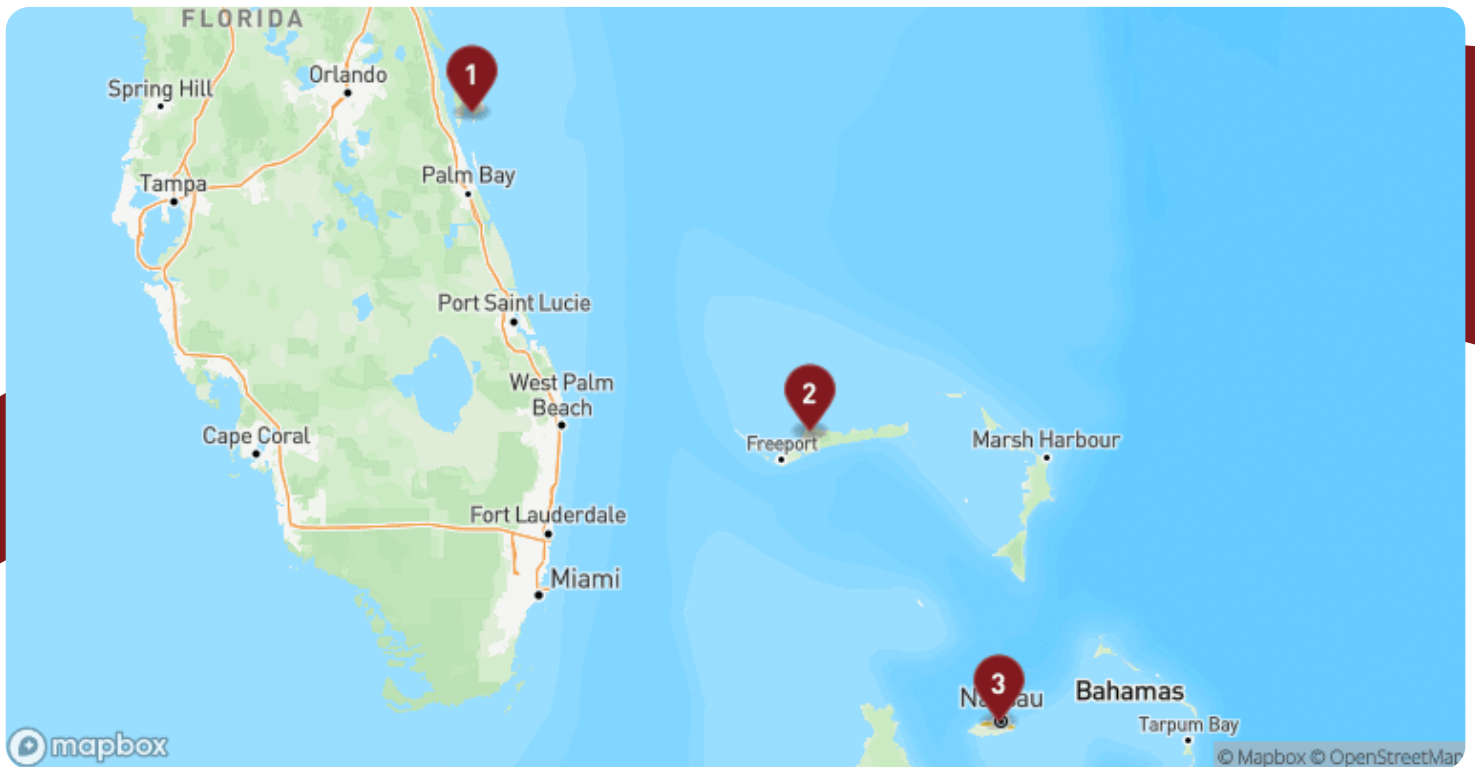 FLORIDA
Spring Hill
Orlando
1
Tampa
Palm Bay
Port Saint Lucie
West Palm
Beach
2
Cape Coral
Freeport
Marsh Harbour
Fort Lauderdale
Miami
3
Bahamas
Tarpum Bay
mapbox
© Mapbox © OpenStreetMap